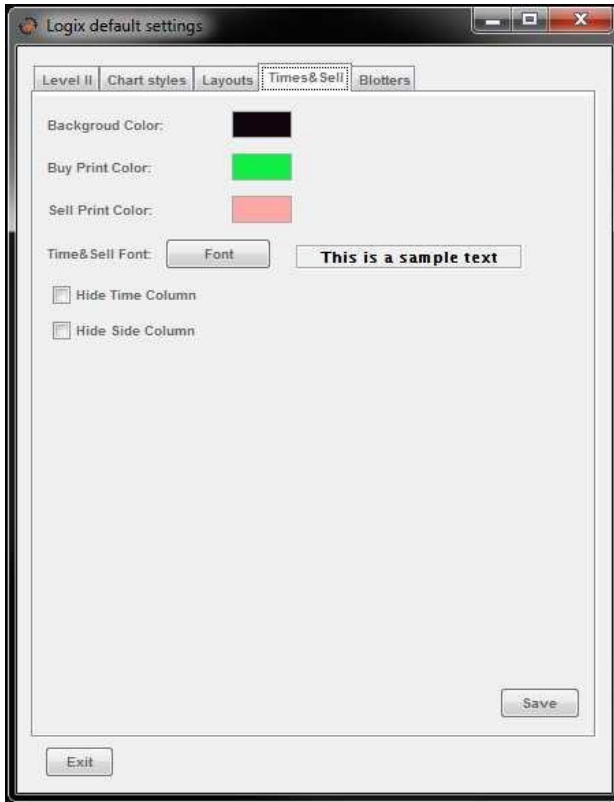 Logix default settings
Level II Chart styles Layouts Times&Sell Blotters
Backgroud Color:
Buy Print Color:
Sell Print Color:
Time&Sell Font: Font This is a sample text
Hide Time Column
Hide Side Column
Save
Exit